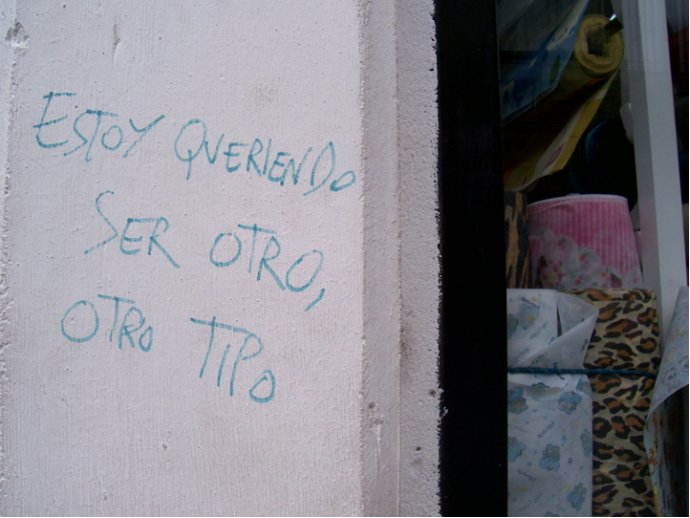 ESTOY QUERIENDO
SER OTRO,
OTRO TIPO